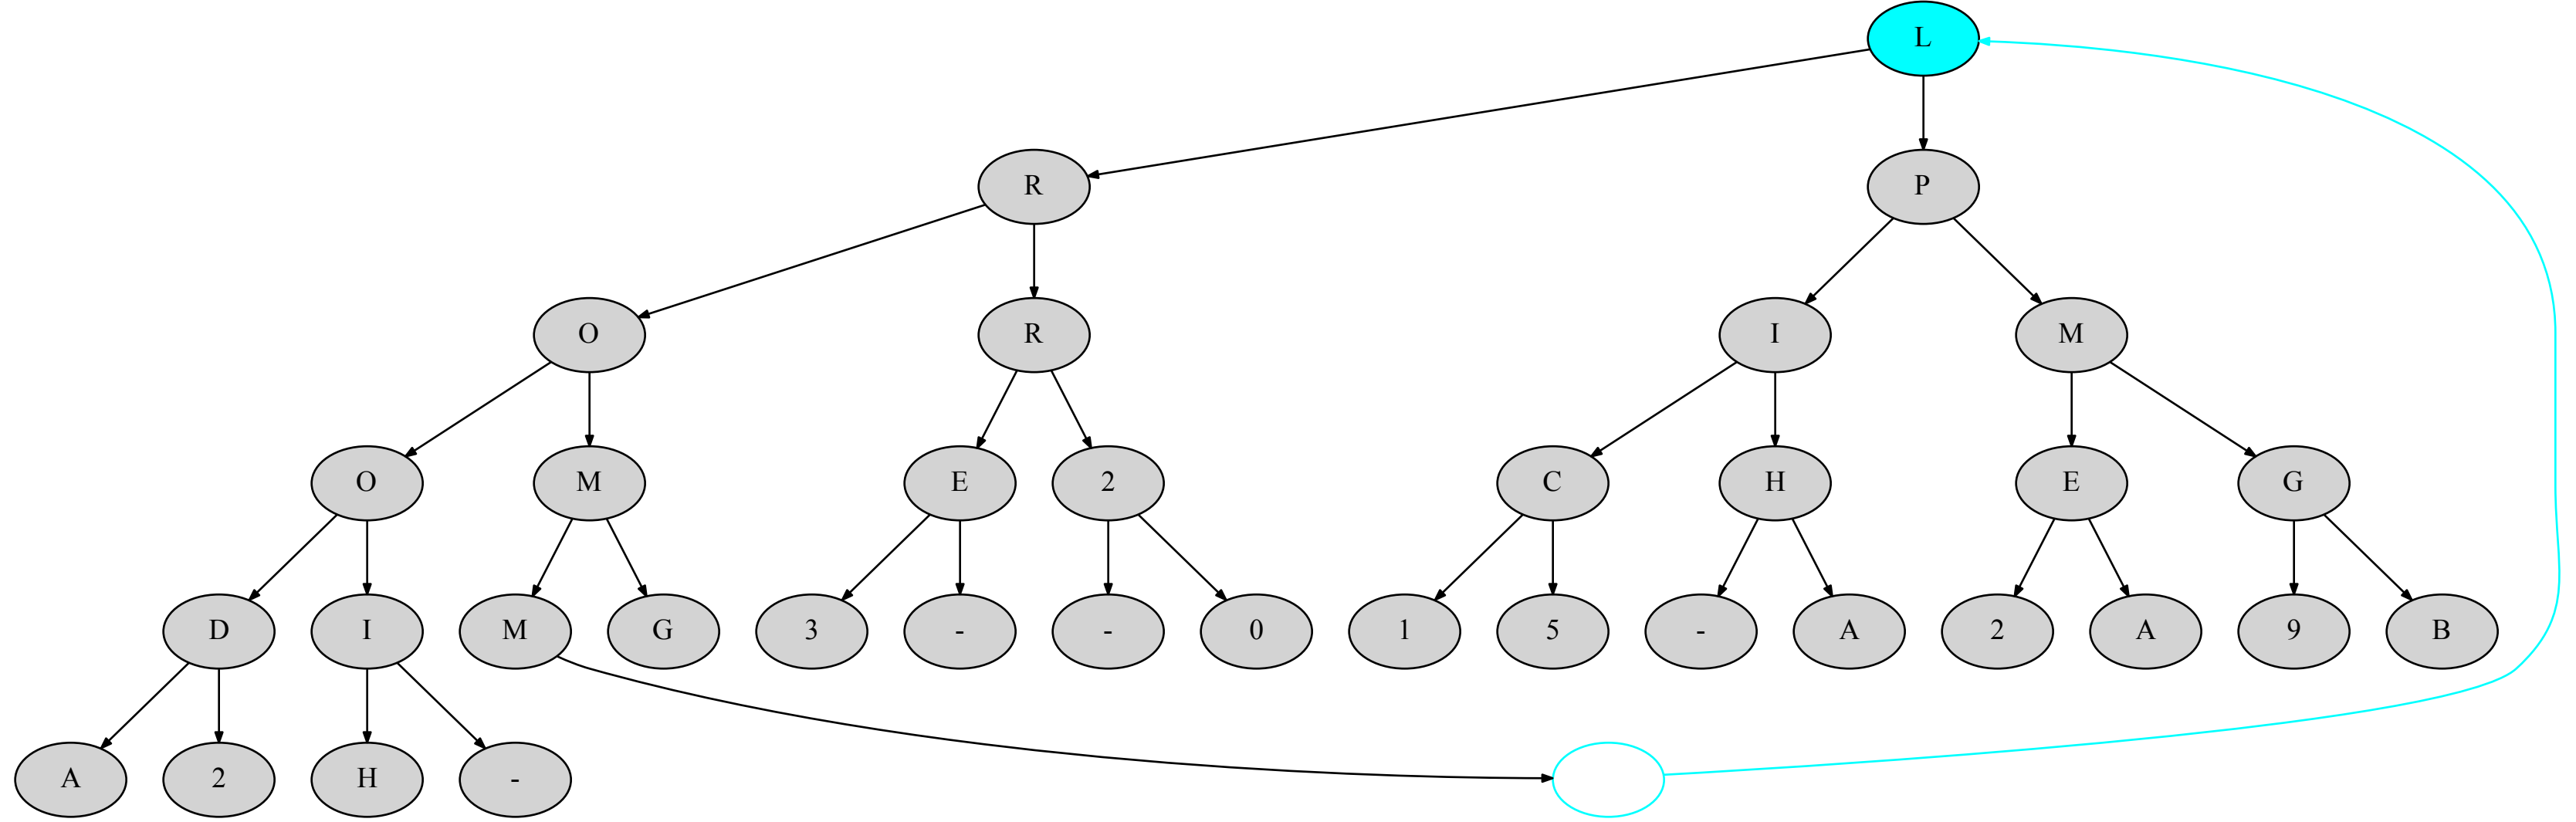 L
R P
O R I M
O M E 2 C H E G
D I M G 3 - - 0 1 5 - A 2 A 9 B
A 2 H -